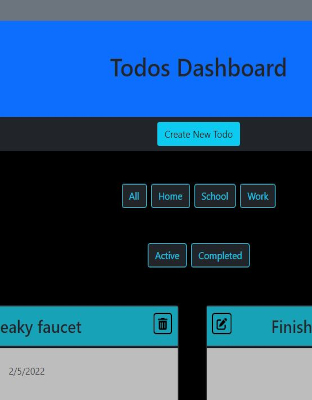 Todos Dashboard
Create New Todo
All Home School Work
Active Completed
eaky faucet Finish
2/5/2022